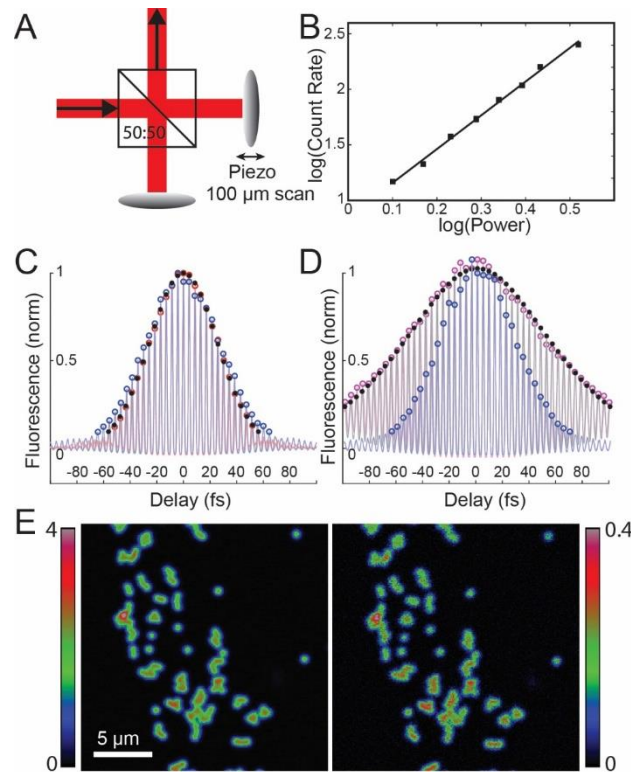 A
50:50
Piezo
100 μm scan
B
log(Count Rate)
2.5
2
1.5
1
0
0.1
0.2
0.3
0.4
0.5
log(Power)
C
Fluorescence (norm)
1
0.5
0
-80 -60 -40 -20 0 20 40 60 80
Delay (fs)
D
Fluorescence (norm)
1
0.5
0
-80 -60 -40 -20 0 20 40 60 80
Delay (fs)
E
4
0
5 μm
0.4
0